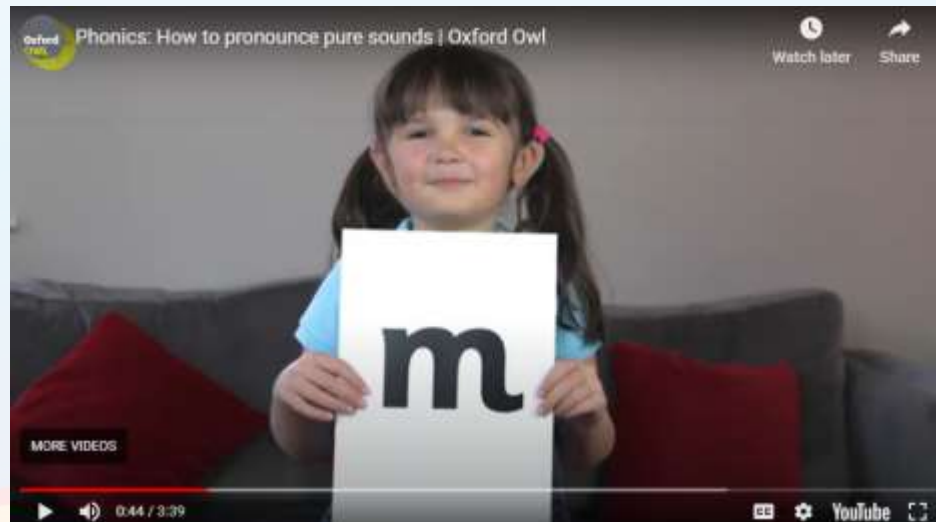 Oxford
OWL
Phonics: How to pronounce pure sounds | Oxford Owl
Watch later
Share
m
MORE VIDEOS
0:44 / 3:39
CC
YouTube